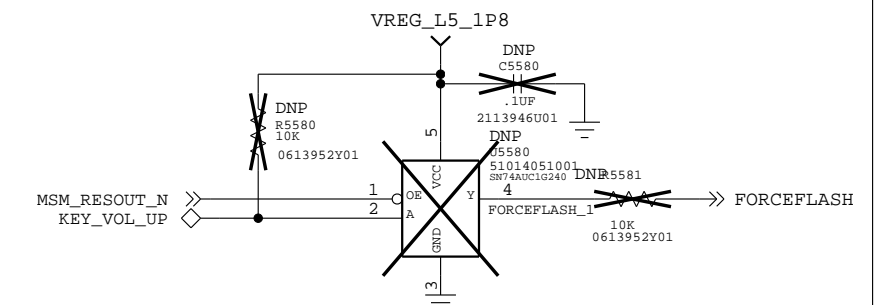 VREG_L5_1P8
DNP
C5580
.1UF
2113946U01
DNP
R5580
10K
0613952Y01
5
DNP
U5580
51014051001
SN74AUC1G240
VCC
MSM_RESOUT_N
1
OE
KEY_VOL_UP
2
A
Y
4
FORCEFLASH_1
GND
3
DNP
R5581
10K
0613952Y01
FORCEFLASH